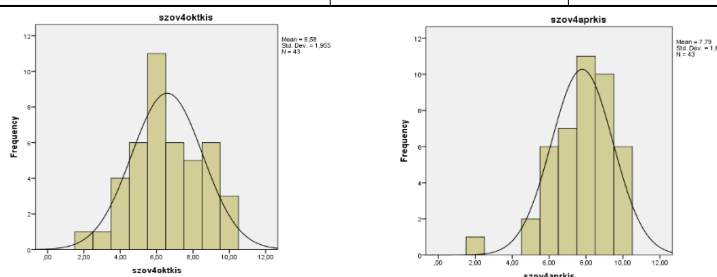 szov4oktkis
Mean = 6,58
Std. Dev. = 1,955
N = 43
Frequency
12
10
8
6
4
2
0
,00 2,00 4,00 6,00 8,00 10,00 12,00
szov4oktkis
szov4aprkis
Mean = 7,79
Std. Dev. =
N = 43
Frequency
12
10
8
6
4
2
0
,00 2,00 4,00 6,00 8,00 10,00 12,00
szov4aprkis